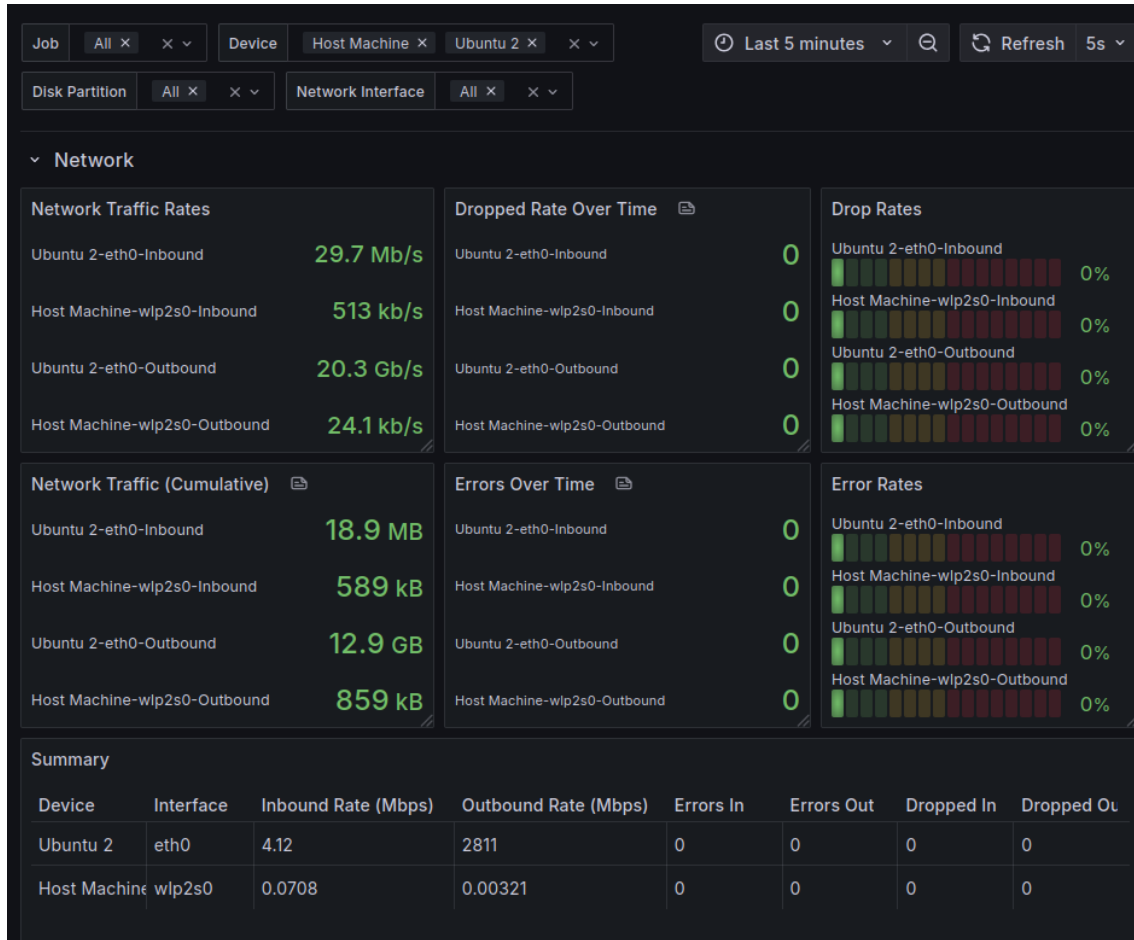 Job All Device Host Machine Ubuntu 2 Last 5 minutes Refresh 5s
Disk Partition All Network Interface All
Network
Network Traffic Rates
Ubuntu 2-eth0-Inbound 29.7 Mb/s
Host Machine-wlp2s0-Inbound 513 kb/s
Ubuntu 2-eth0-Outbound 20.3 Gb/s
Host Machine-wlp2s0-Outbound 24.1 kb/s
Dropped Rate Over Time
Ubuntu 2-eth0-Inbound 0
Host Machine-wlp2s0-Inbound 0
Ubuntu 2-eth0-Outbound 0
Host Machine-wlp2s0-Outbound 0
Drop Rates
Ubuntu 2-eth0-Inbound
0%
Host Machine-wlp2s0-Inbound
0%
Ubuntu 2-eth0-Outbound
0%
Host Machine-wlp2s0-Outbound
0%
Network Traffic (Cumulative)
Ubuntu 2-eth0-Inbound 18.9 MB
Host Machine-wlp2s0-Inbound 589 kB
Ubuntu 2-eth0-Outbound 12.9 GB
Host Machine-wlp2s0-Outbound 859 kB
Errors Over Time
Ubuntu 2-eth0-Inbound 0
Host Machine-wlp2s0-Inbound 0
Ubuntu 2-eth0-Outbound 0
Host Machine-wlp2s0-Outbound 0
Error Rates
Ubuntu 2-eth0-Inbound
0%
Host Machine-wlp2s0-Inbound
0%
Ubuntu 2-eth0-Outbound
0%
Host Machine-wlp2s0-Outbound
0%
Summary
Device Interface Inbound Rate (Mbps) Outbound Rate (Mbps) Errors In Errors Out Dropped In Dropped Ou
Ubuntu 2 eth0 4.12 2811 0 0 0 0
Host Machine wlp2s0 0.0708 0.00321 0 0 0 0